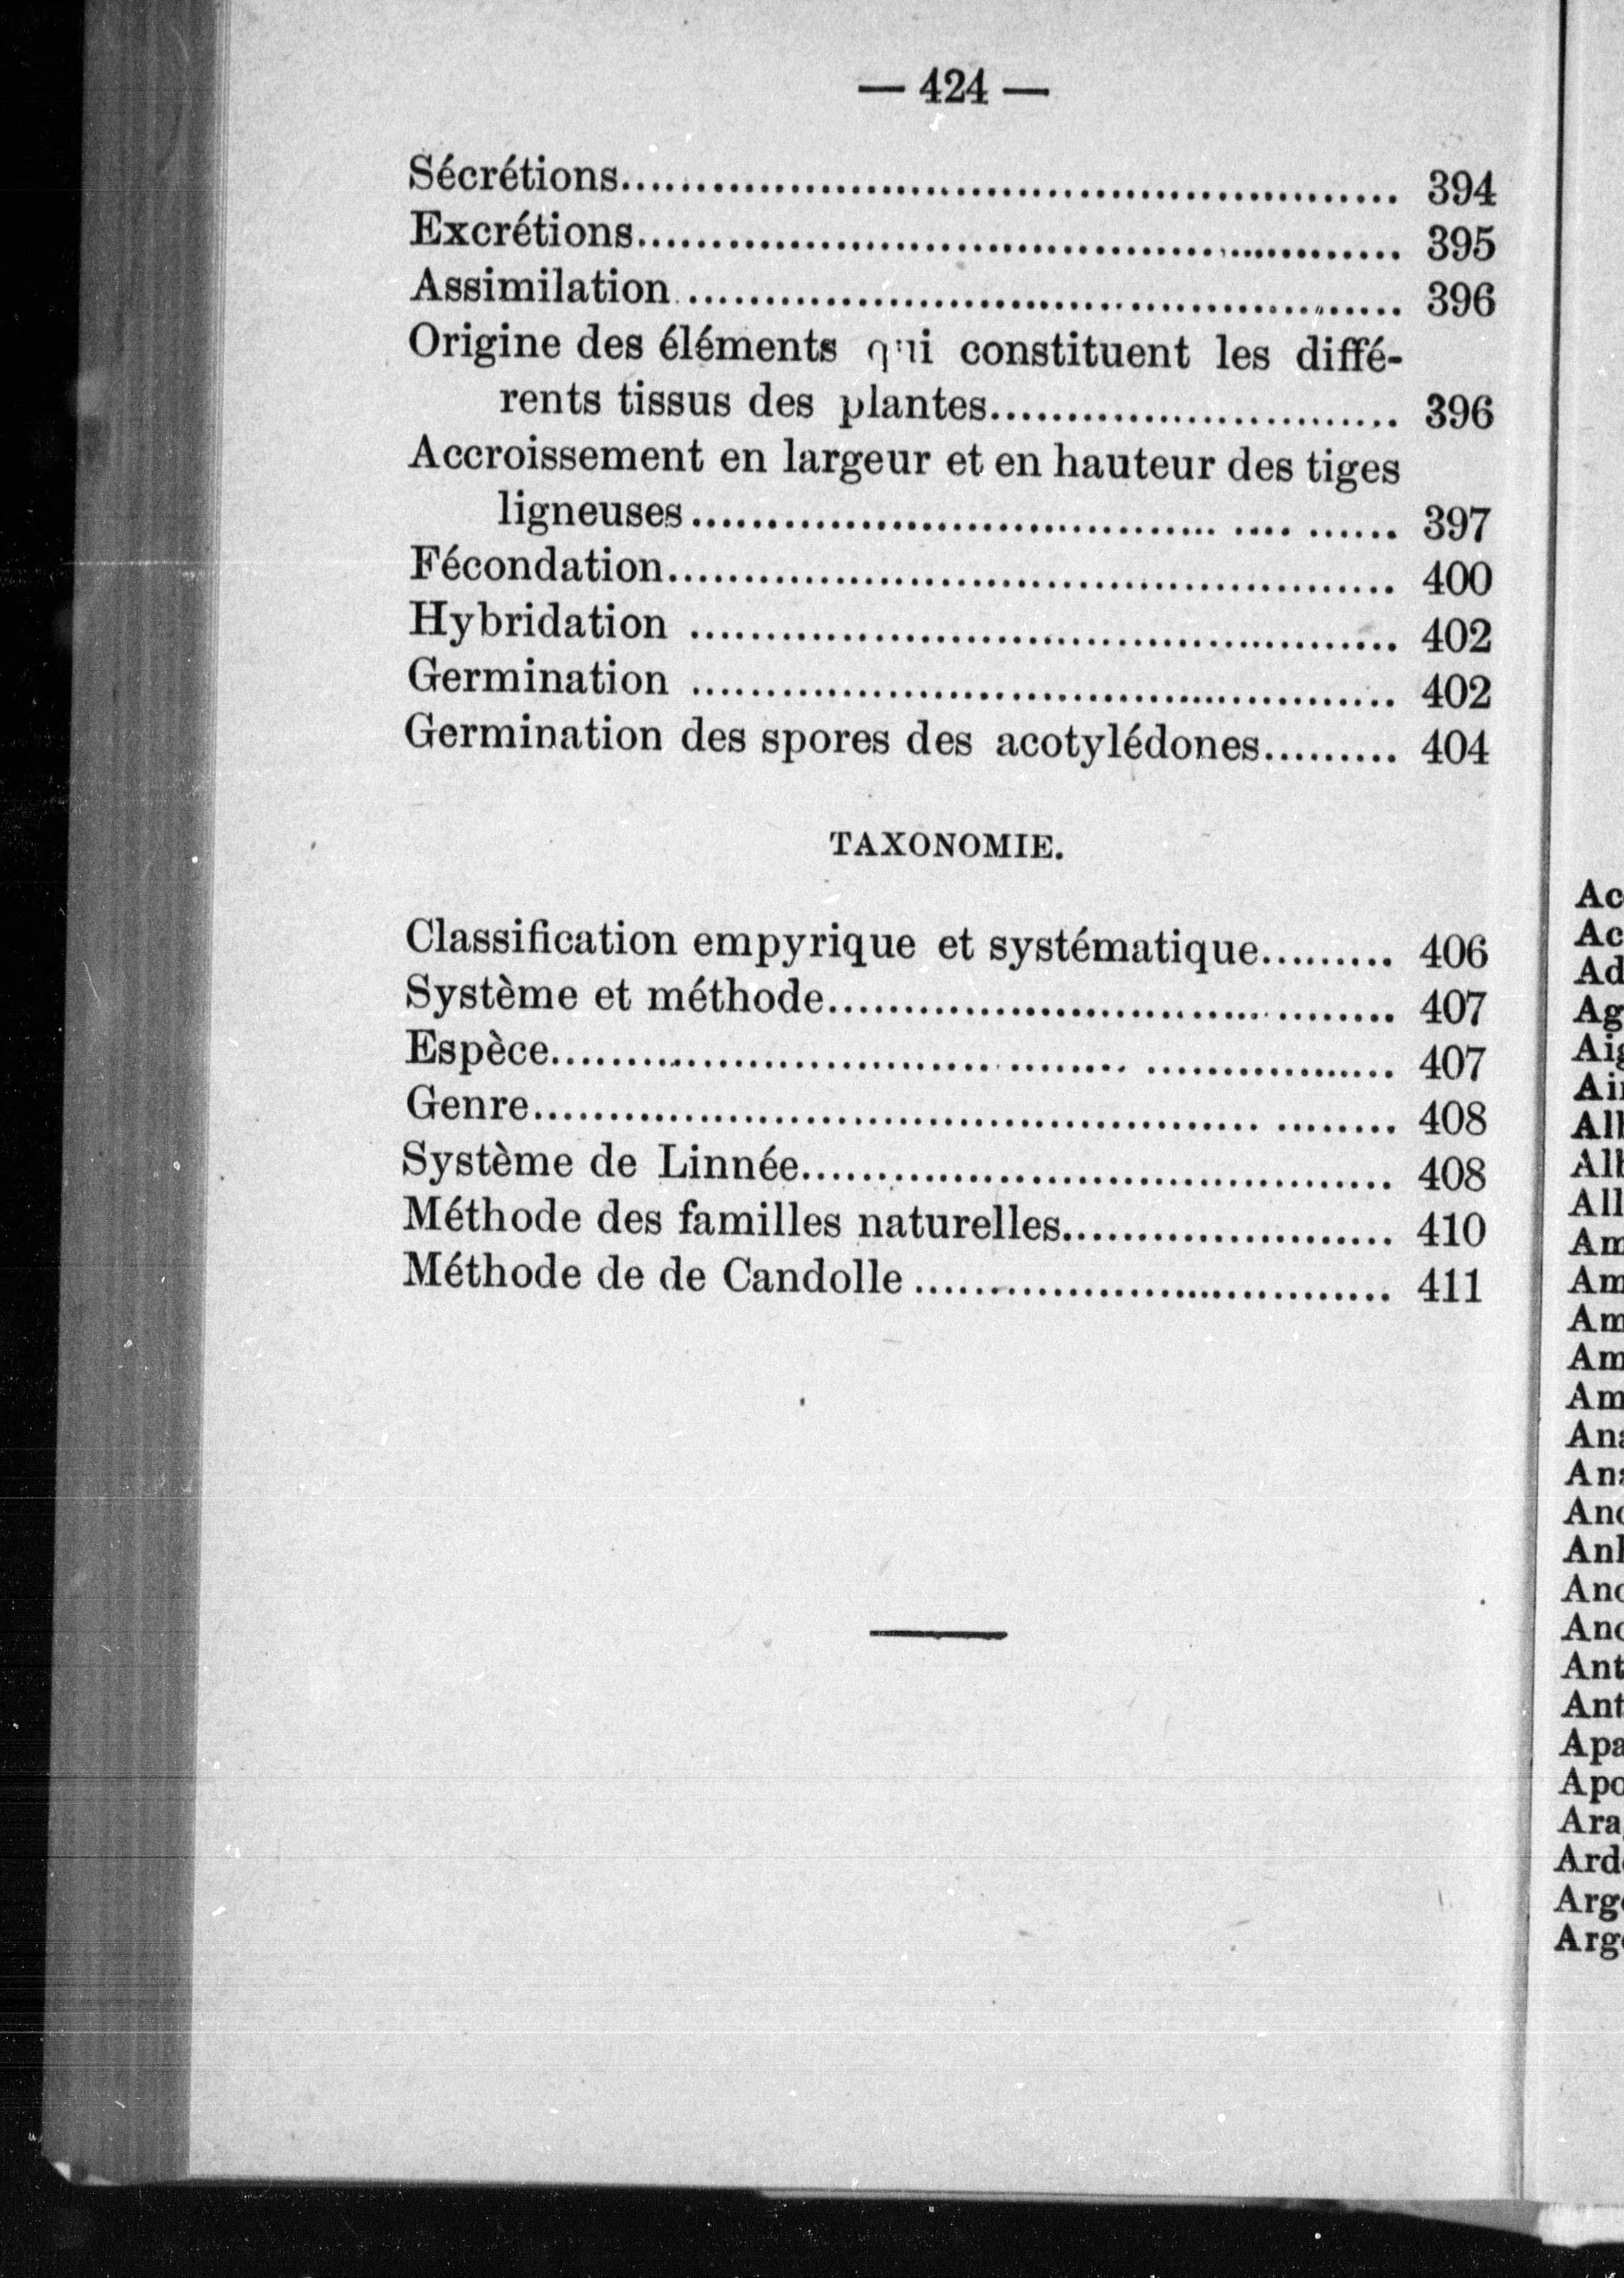 — 424 —
Sécrétions.................................................... 394
Excrétions.................................................... 395
Assimilation.................................................. 396
Origine des éléments qui constituent les diffé-
rents tissus des plantes........................... 396
Accroissement en largeur et en hauteur des tiges
ligneuses............................................... 397
Fécondation................................................ 400
Hybridation ............................................... 402
Germination ............................................... 402
Germination des spores des acotylédones......... 404
TAXONOMIE.
Classification empyrique et systématique......... 406
Système et méthode...................................... 407
Espèce........................................................ 407
Genre......................................................... 408
Système de Linnée....................................... 408
Méthode des familles naturelles...................... 410
Méthode de de Candolle ................................ 411